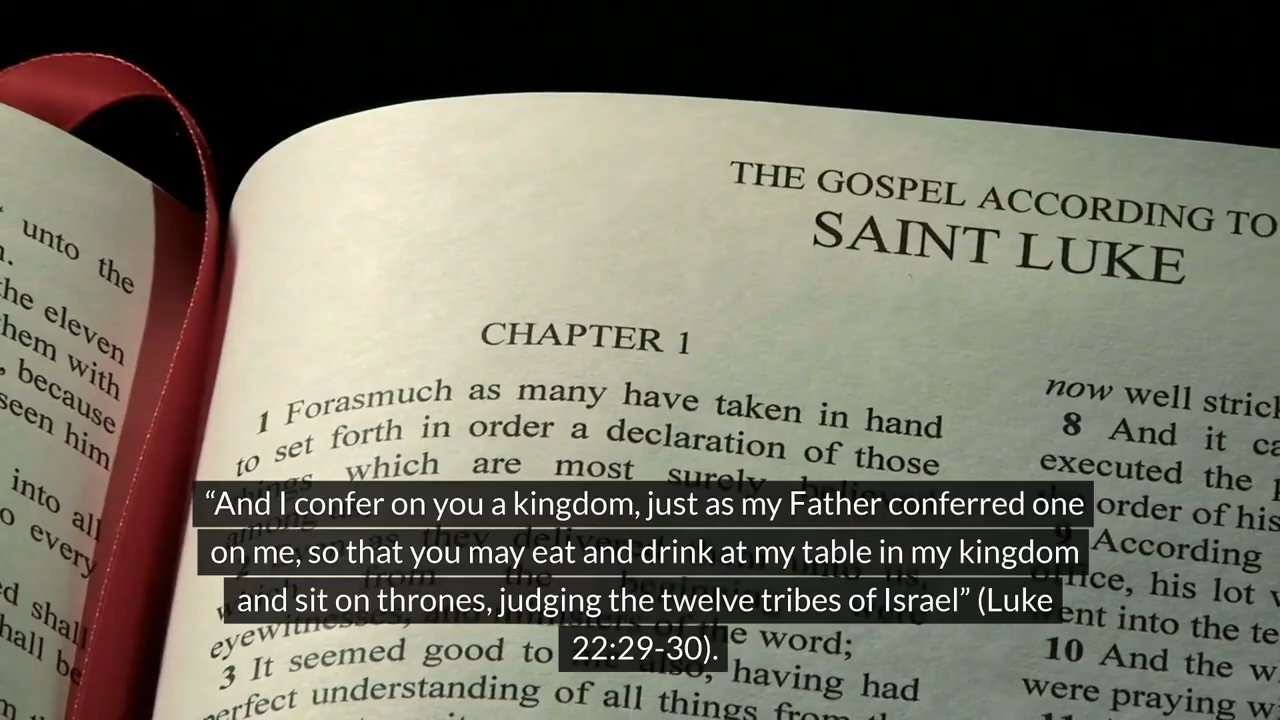 unto the
the eleven
them with
, because
seen him
into all
every
shall
shall be
THE GOSPEL ACCORDING TO
SAINT LUKE
CHAPTER 1
1 Forasmuch as many have taken in hand
to set forth in order a declaration of those
things which are most surely
eyewitnesses, the word;
3 It seemed good to also, having had
perfect understanding of all things from
now well
8 And it
executed the
order of his
9 According
office, his lot
went into the
10 And the
were praying
“And I confer on you a kingdom, just as my Father conferred one
on me, so that you may eat and drink at my table in my kingdom
and sit on thrones, judging the twelve tribes of Israel” (Luke
22:29-30).